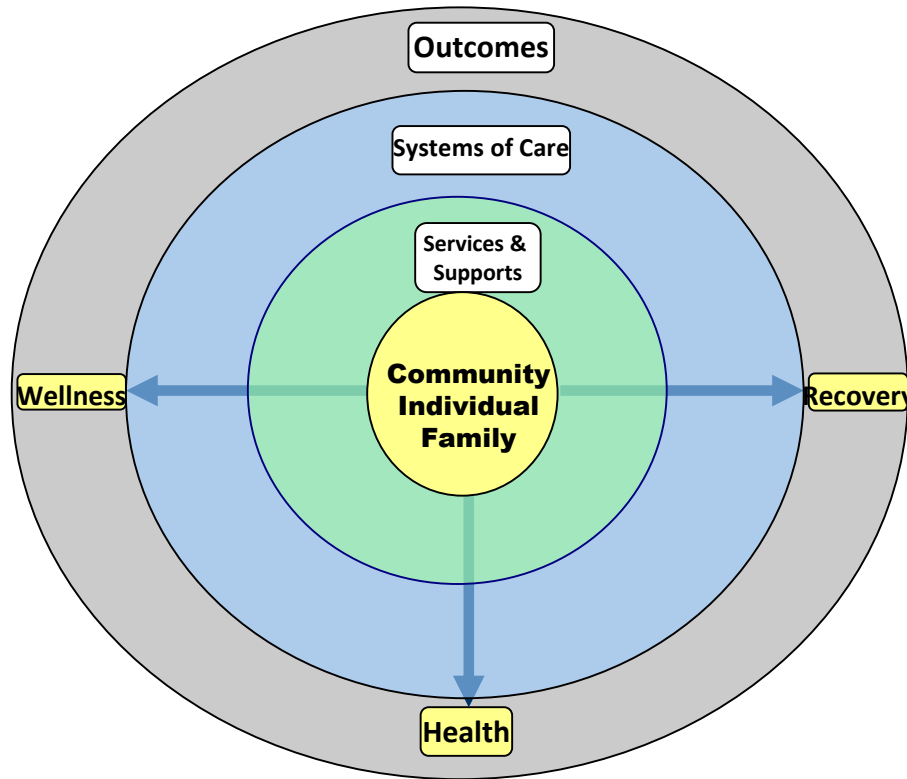 Outcomes
Systems of Care
Services &
Supports
Community
Individual
Family
Wellness
Recovery
Health